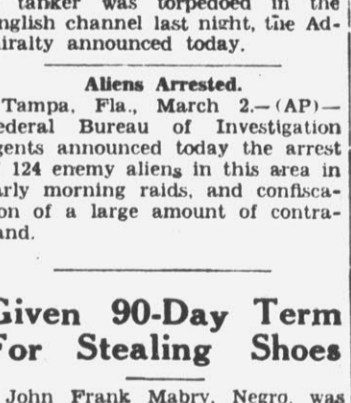 tanker was torpedoed in the
nglish channel last night, the Ad-
iralty announced today.
Aliens Arrested.
Tampa, Fla., March 2.—(AP)—
ederal Bureau of Investigation
gents announced today the arrest
124 enemy aliens in this area in
arly morning raids, and confisca-
on of a large amount of contra-
and.
Given 90-Day Term
For Stealing Shoes
John Frank Mabry, Negro, was